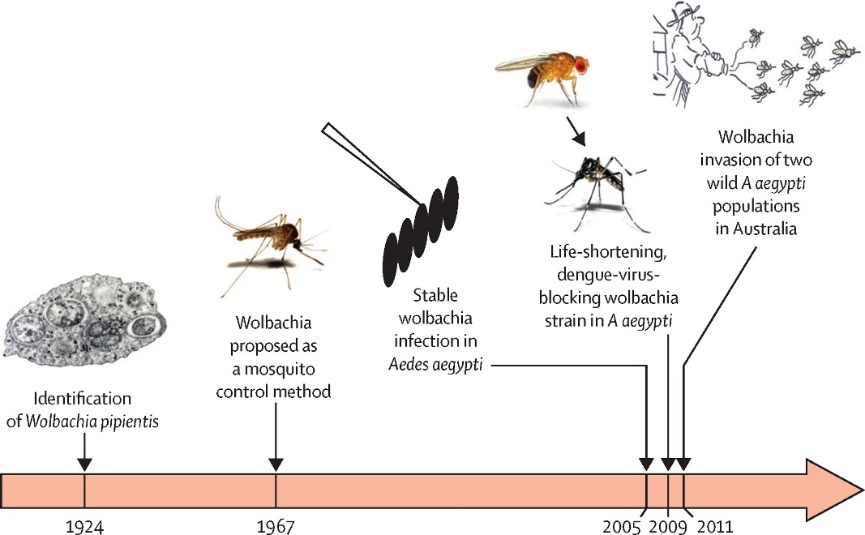 Identification
of Wolbachia pipientis
Wolbachia
proposed as
a mosquito
control method
Stable
wolbachia
infection in
Aedes aegypti
Life-shortening,
dengue-virus-
blocking wolbachia
strain in A aegypti
Wolbachia
invasion of two
wild A aegypti
populations
in Australia
1924
1967
2005
2009
2011